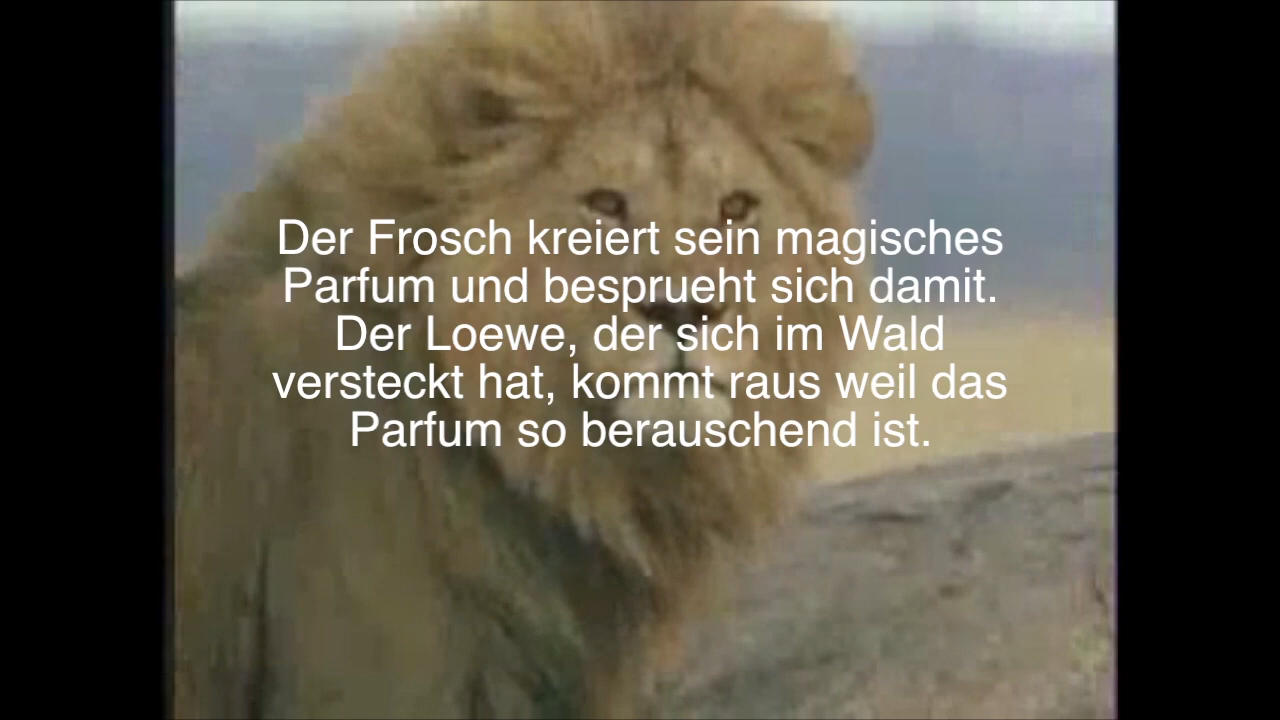 Der Frosch kreiert sein magisches
Parfum und besprueht sich damit.
Der Loewe, der sich im Wald
versteckt hat, kommt raus weil das
Parfum so berauschend ist.